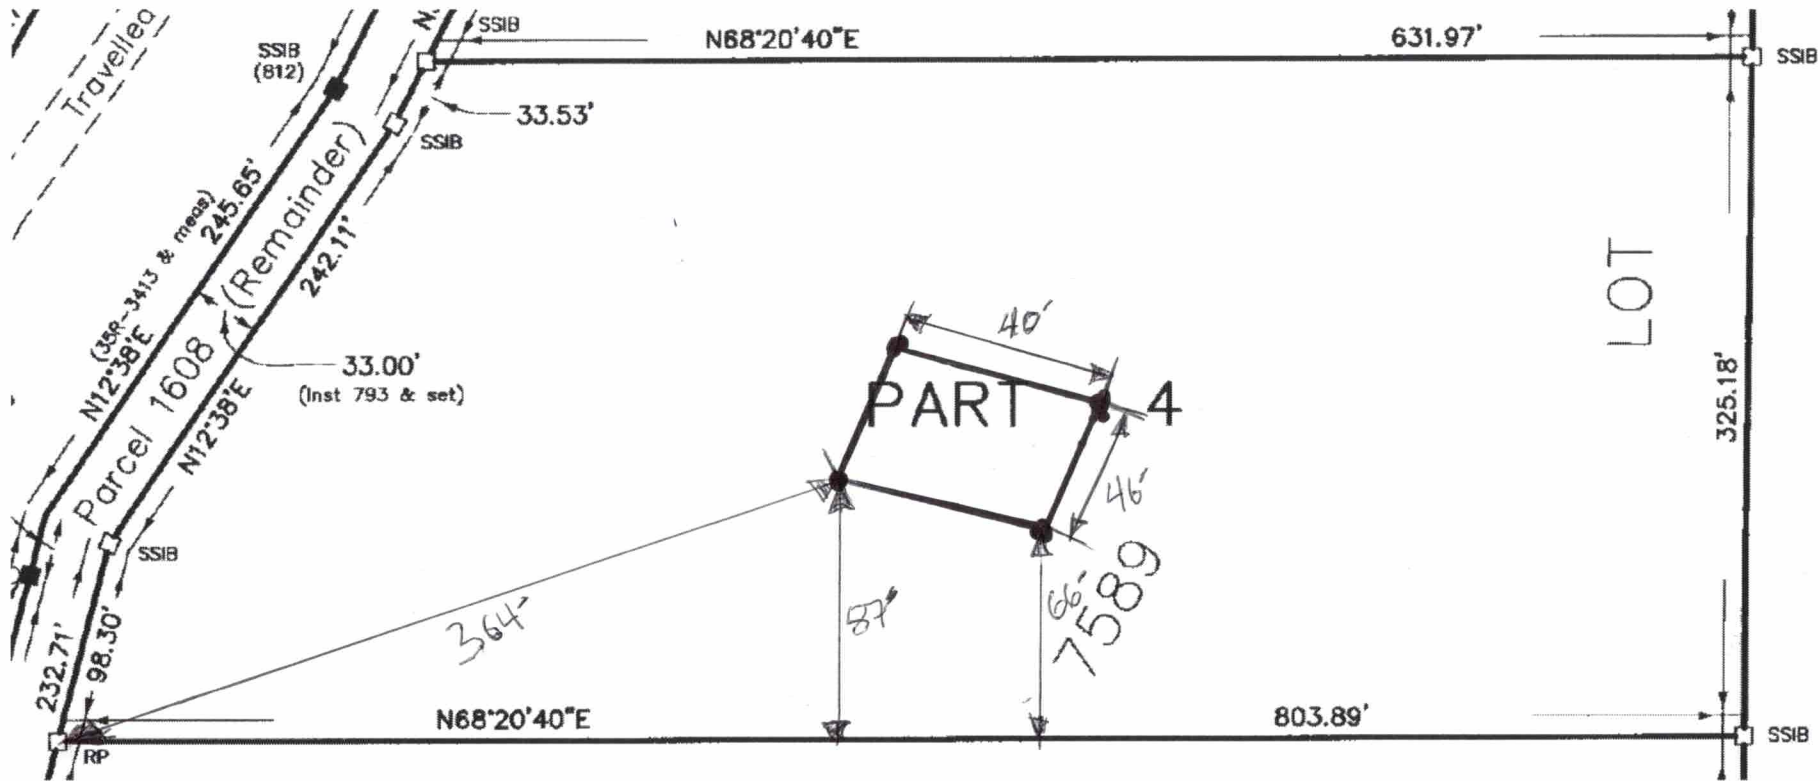 SSIB
N68°20'40"E
631.97'
SSIB
SSIB
(812)
Travelled
33.53'
SSIB
(35R-3413 & meas)
245.65'
N12°38'E
Parcel 1608 (Remainder)
242.11'
N12°38'E
33.00'
(Inst 793 & set)
LOT
325.18'
40'
PART 4
46'
SSIB
364'
87'
66'
7589
232.71'
98.30'
N68°20'40"E
803.89'
SSIB
RP